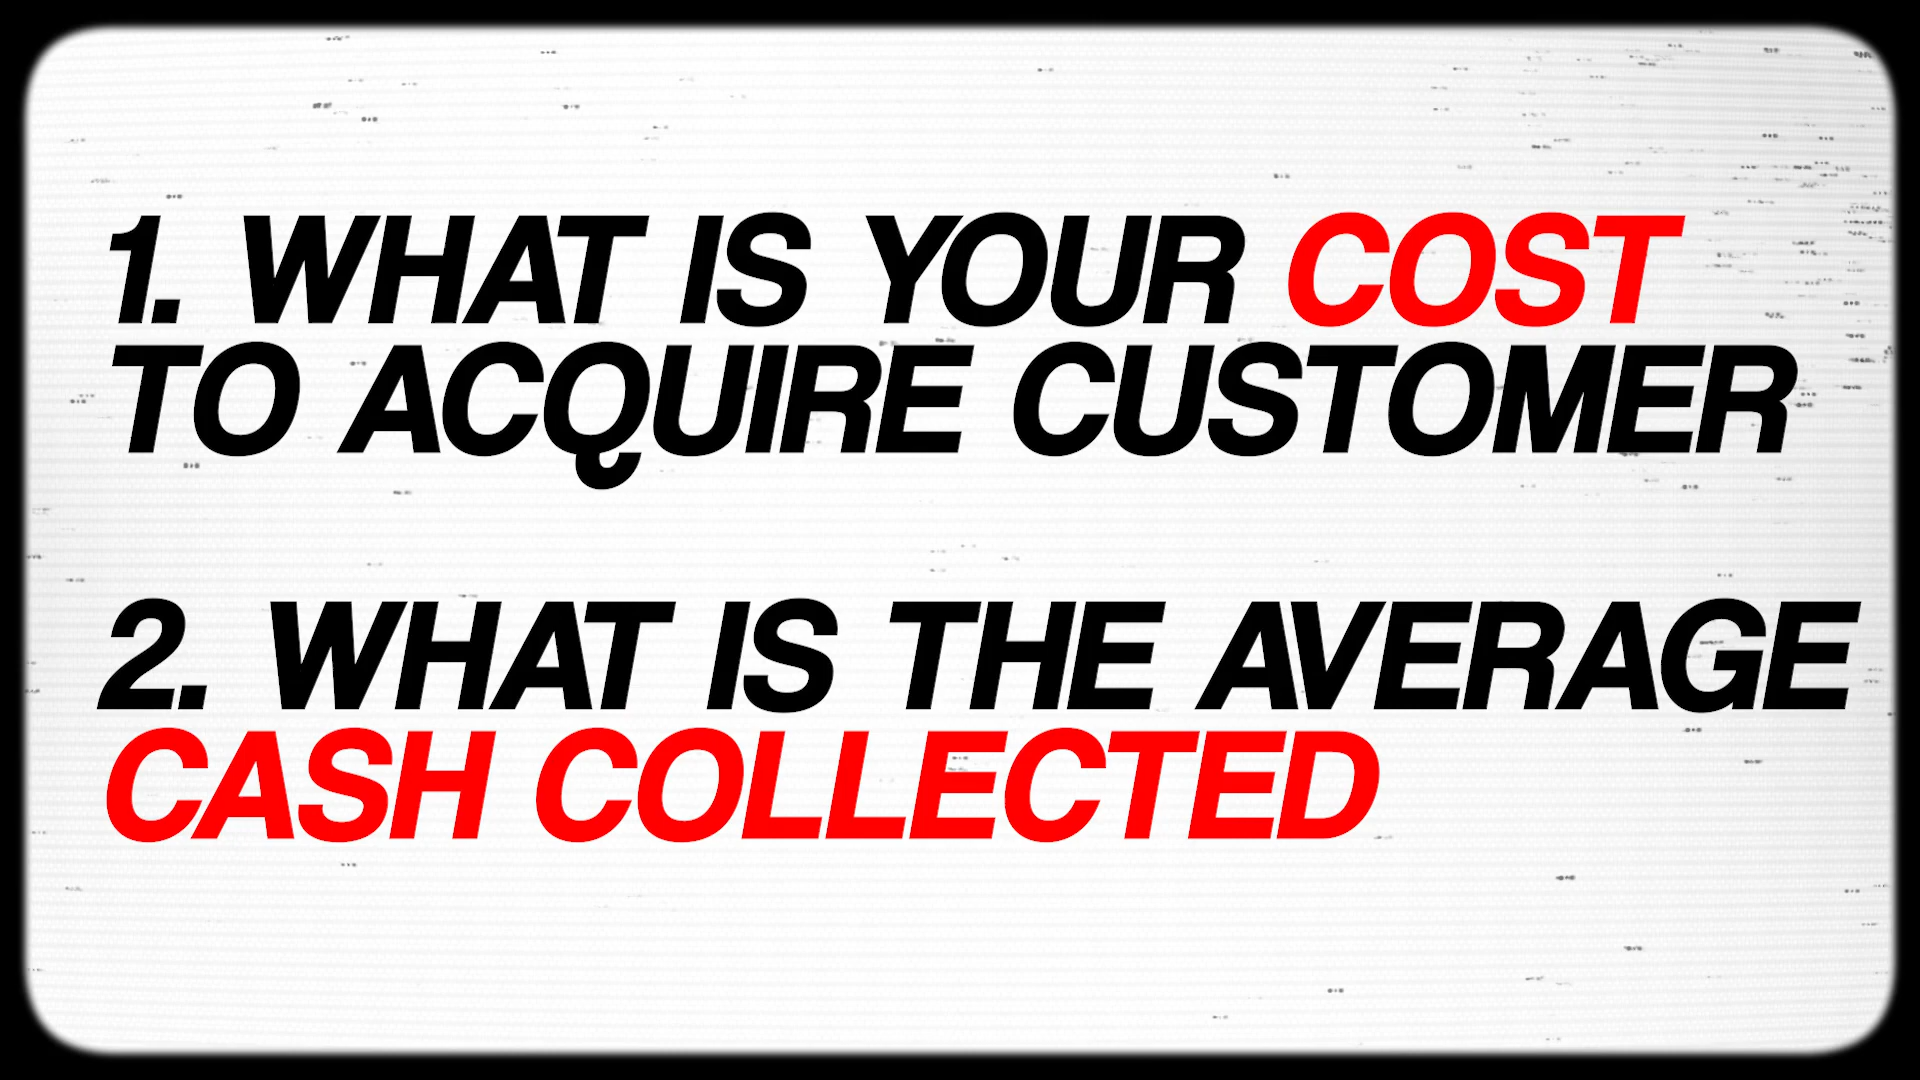 1. WHAT IS YOUR COST
TO ACQUIRE CUSTOMER
2. WHAT IS THE AVERAGE
CASH COLLECTED